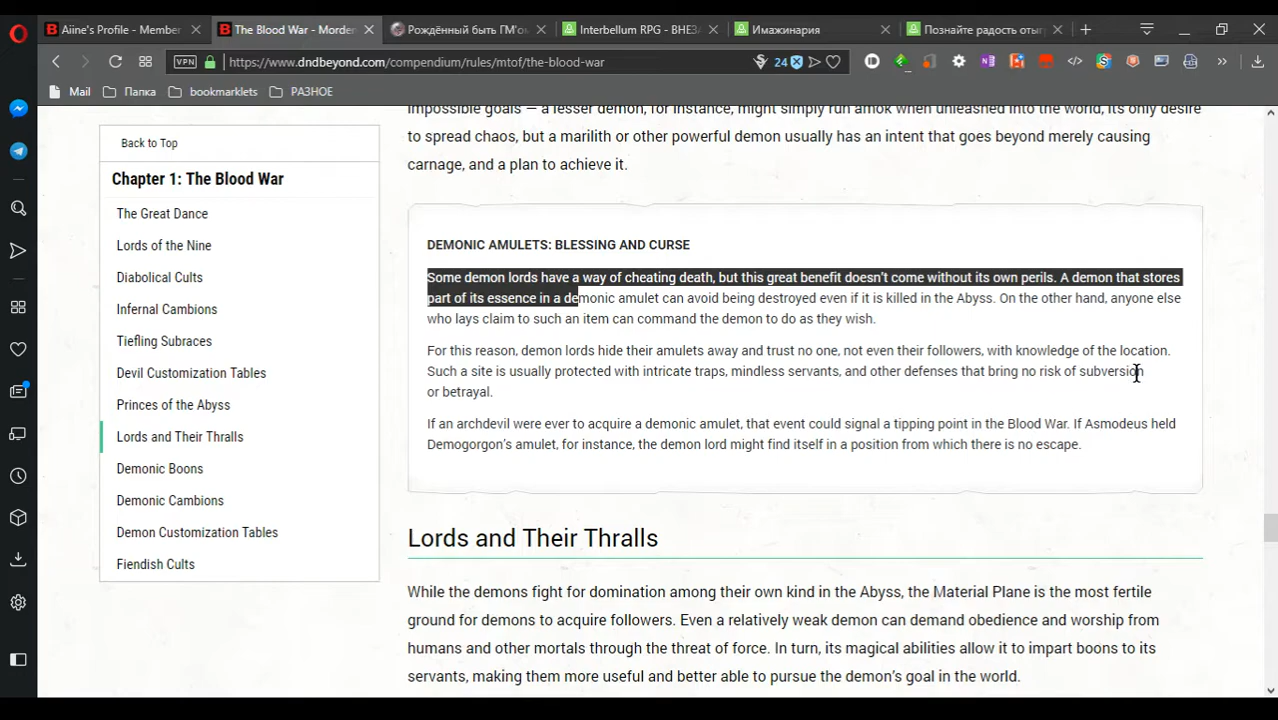 Aiine's Profile - Member
The Blood War - Morden
Рождённый быть ГМ'о
Interbellum RPG - ВНЕЗ
Имажинария
Познайте радость отыг
VPN
https://www.dndbeyond.com/compendium/rules/mtof/the-blood-war
24
Mail
Папка
bookmarklets
РАЗНОЕ
Back to Top
Chapter 1: The Blood War
The Great Dance
Lords of the Nine
Diabolical Cults
Infernal Companies
Tiefling Subraces
Devil Customization Tables
Princes of the Abyss
Lords and Their Thralls
Demonic Boons
Demonic Cambions
Demon Customization Tables
Fiendish Cults
impossible goals — a lesser demon, for instance, might simply run amok when unleashed into the world, its only desire
to spread chaos, but a marilith or other powerful demon usually has an intent that goes beyond merely causing
carnage, and a plan to achieve it.
DEMONIC AMULETS: BLESSING AND CURSE
Some demon lords have a way of cheating death, but this great benefit doesn't come without its own perils. A demon that stores
part of its essence in a demonic amulet can avoid being destroyed even if it is killed in the Abyss. On the other hand, anyone else
who lays claim to such an item can command the demon to do as they wish.
For this reason, demon lords hide their amulets away and trust no one, not even their followers, with knowledge of the location.
Such a site is usually protected with intricate traps, mindless servants, and other defenses that bring no risk of subversion
or betrayal.
If an archdevil were ever to acquire a demonic amulet, that event could signal a tipping point in the Blood War. If Asmodeus held
Demogorgon's amulet, for instance, the demon lord might find itself in a position from which there is no escape.
Lords and Their Thralls
While the demons fight for domination among their own kind in the Abyss, the Material Plane is the most fertile
ground for demons to acquire followers. Even a relatively weak demon can demand obedience and worship from
humans and other mortals through the threat of force. In turn, its magical abilities allow it to impart boons to its
servants, making them more useful and better able to pursue the demon's goal in the world.